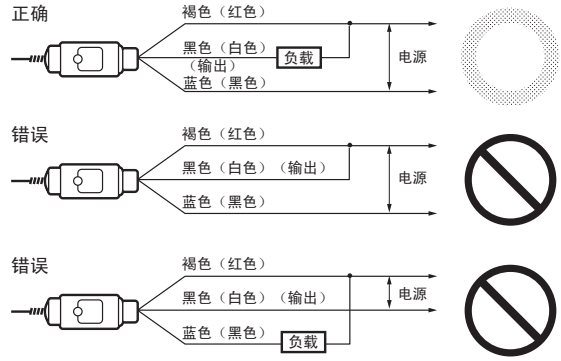 正确
褐色（红色）
黑色（白色）
（输出）
负载
蓝色（黑色）
电源
错误
褐色（红色）
黑色（白色）（输出）
蓝色（黑色）
电源
错误
褐色（红色）
黑色（白色）（输出）
蓝色（黑色）
负载
电源